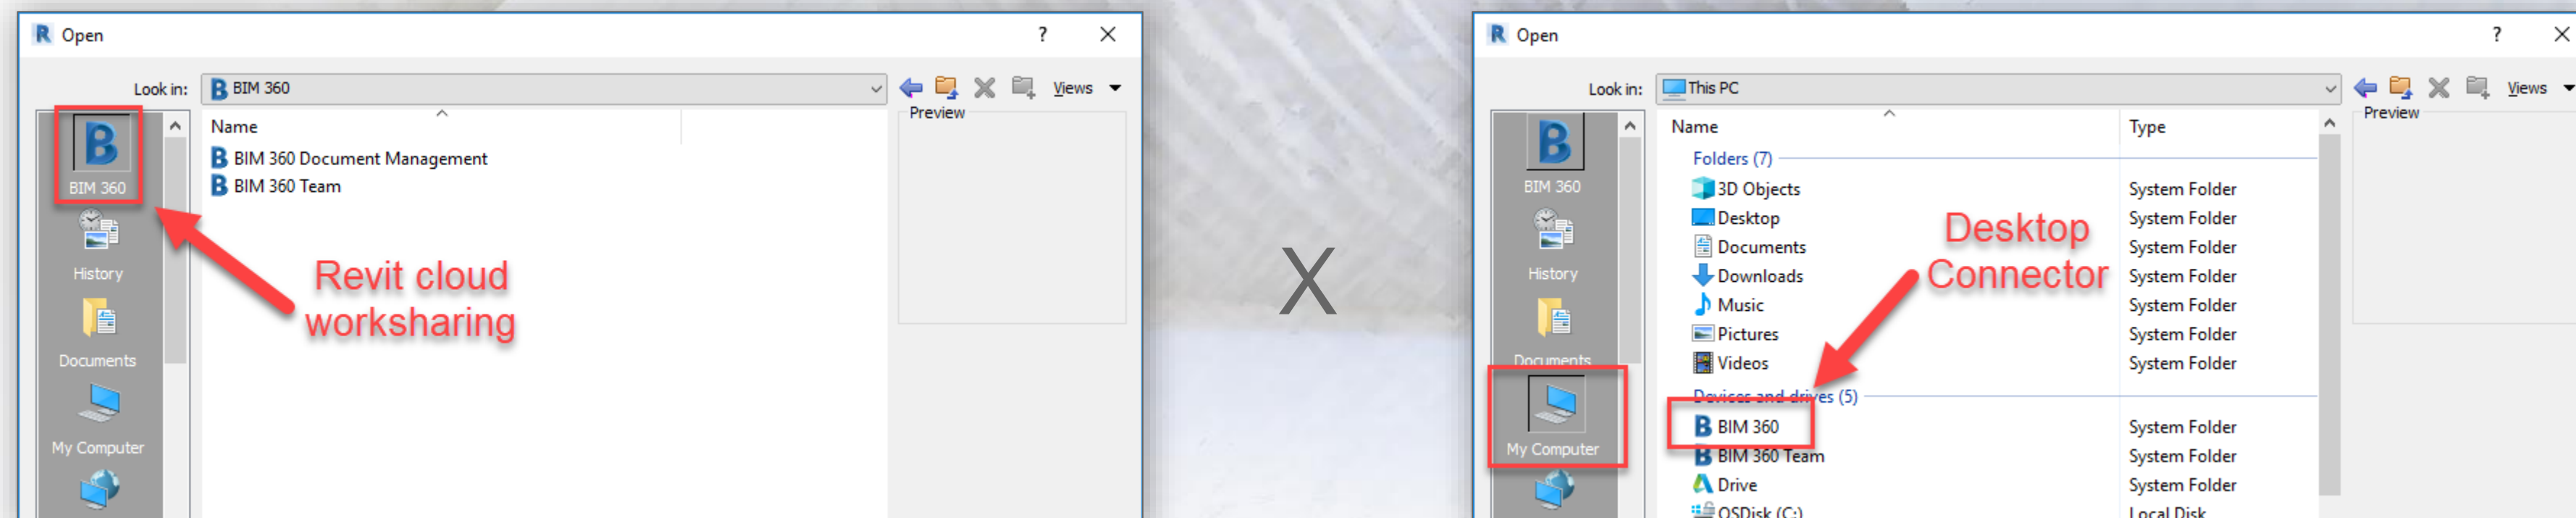 Open
?
Look in:
BIM 360
Views
Name
Preview
BIM 360 Document Management
BIM 360 Team
BIM 360
History
Documents
My Computer
Revit cloud
worksharing
X
Open
?
Look in:
This PC
Views
Name
Type
Preview
Folders (7)
3D Objects System Folder
Desktop System Folder
Documents System Folder
Downloads System Folder
Music System Folder
Pictures System Folder
Videos System Folder
Devices and drives (5)
BIM 360 System Folder
BIM 360 Team System Folder
Drive System Folder
OSDisk (C:) Local Disk
BIM 360
History
Documents
My Computer
Desktop
Connector